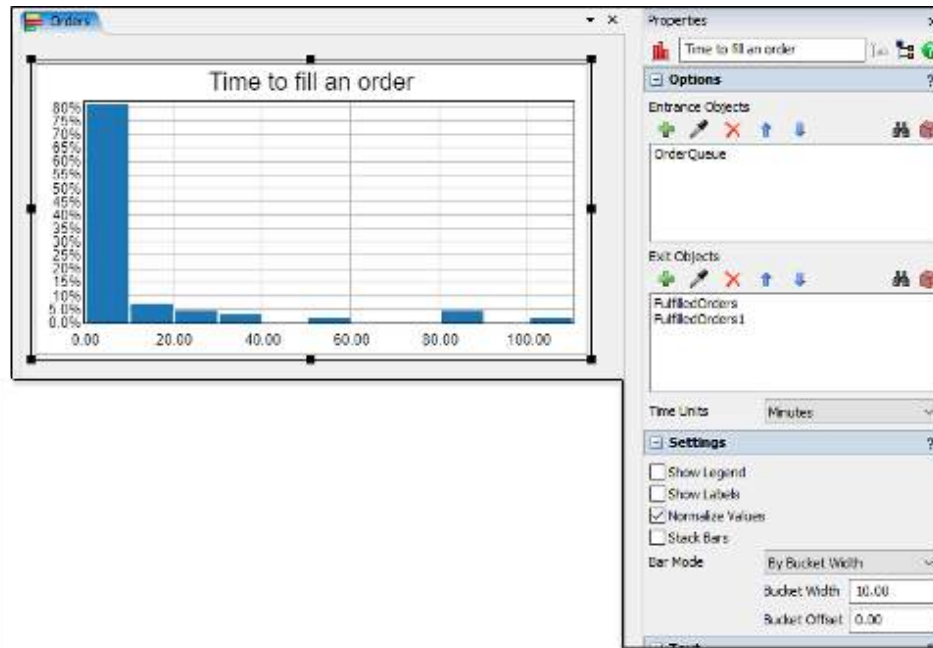 Orders
Time to fill an order
80%
75%
70%
65%
60%
55%
50%
45%
40%
35%
30%
25%
20%
15%
10%
5.0%
0.0%
0.00 20.00 40.00 60.00 80.00 100.00
Properties
Time to fill an order
Options
Entrance Objects
OrderQueue
Exit Objects
FulfilledOrders
FulfilledOrders1
Time Units Minutes
Settings
Show Legend
Show Labels
Normalize Values
Stack Bars
Bar Mode By Bucket Width
Bucket Width 10.00
Bucket Offset 0.00
Text